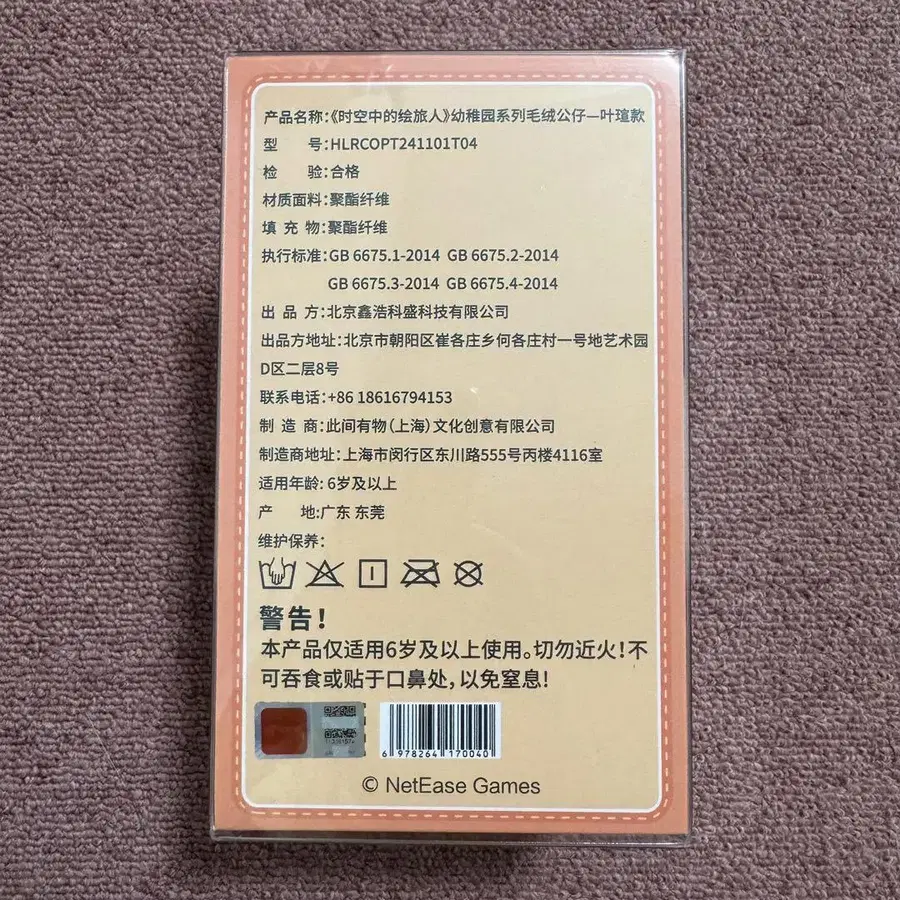 产品名称:《时空中的绘旅人》幼稚园系列毛绒公仔—叶瑄款
型 号:HLRCOPT241101T04
检 验:合格
材质面料:聚酯纤维
填 充 物:聚酯纤维
执行标准:GB 6675.1-2014 GB 6675.2-2014
GB 6675.3-2014 GB 6675.4-2014
出 品 方:北京鑫浩科盛科技有限公司
出品方地址:北京市朝阳区崔各庄乡何各庄村一号地艺术园
D区二层8号
联系电话:+86 18616794153
制 造 商:此间有物(上海)文化创意有限公司
制造商地址:上海市闵行区东川路555号丙楼4116室
适用年龄: 6岁及以上
产 地:广东 东莞
维护保养:
警告!
本产品仅适用6岁及以上使用。切勿近火!不
可吞食或贴于口鼻处,以免窒息!
6 978264 170040
© NetEase Games